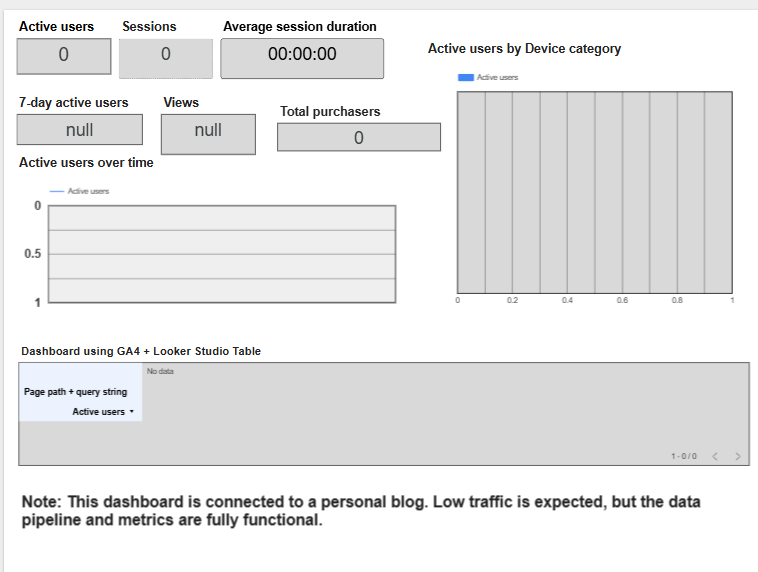 Active users
Sessions
Average session duration
0
0
00:00:00
Active users by Device category
Active users
7-day active users
Views
Total purchasers
null
null
0
Active users over time
Active users
0
0.5
1
0
0.2
0.4
0.6
0.8
1
Dashboard using GA4 + Looker Studio Table
Page path + query string
Active users
No data
1 - 0 / 0
Note: This dashboard is connected to a personal blog. Low traffic is expected, but the data
pipeline and metrics are fully functional.